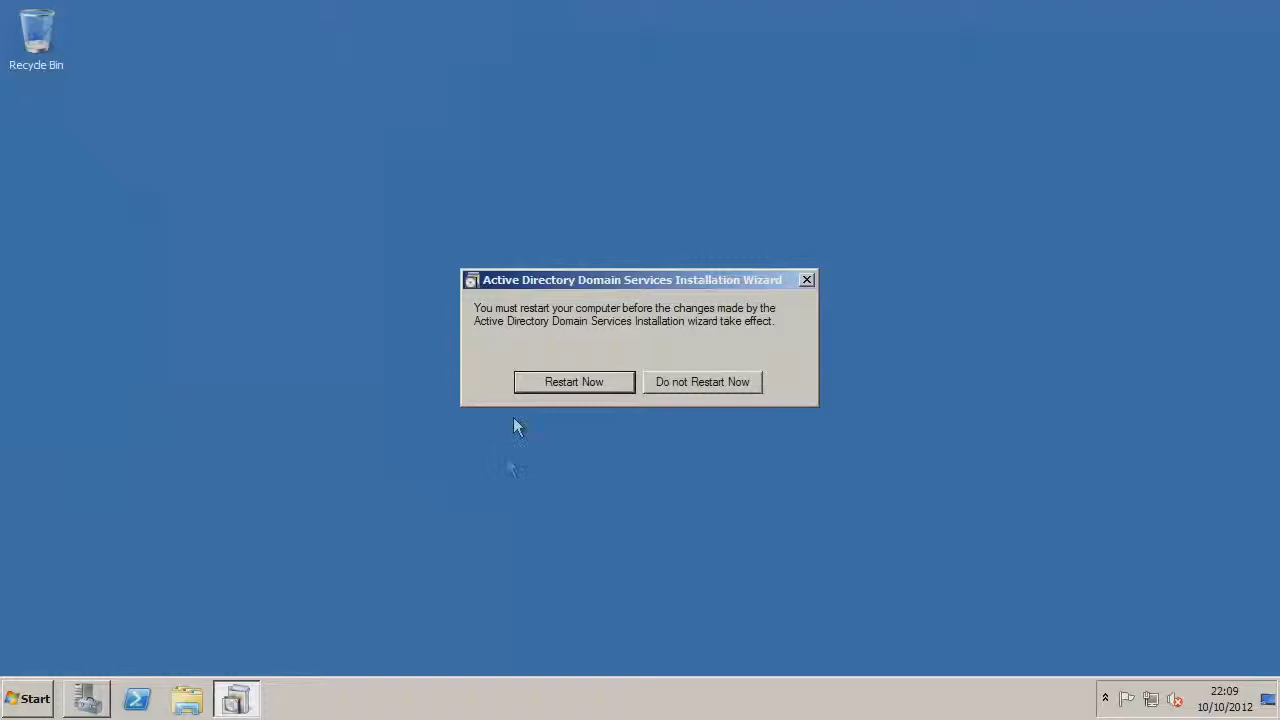 Recycle Bin
Active Directory Domain Services Installation Wizard
You must restart your computer before the changes made by the
Active Directory Domain Services Installation wizard take effect.
Restart Now
Do not Restart Now
Start
22:09
10/10/2012